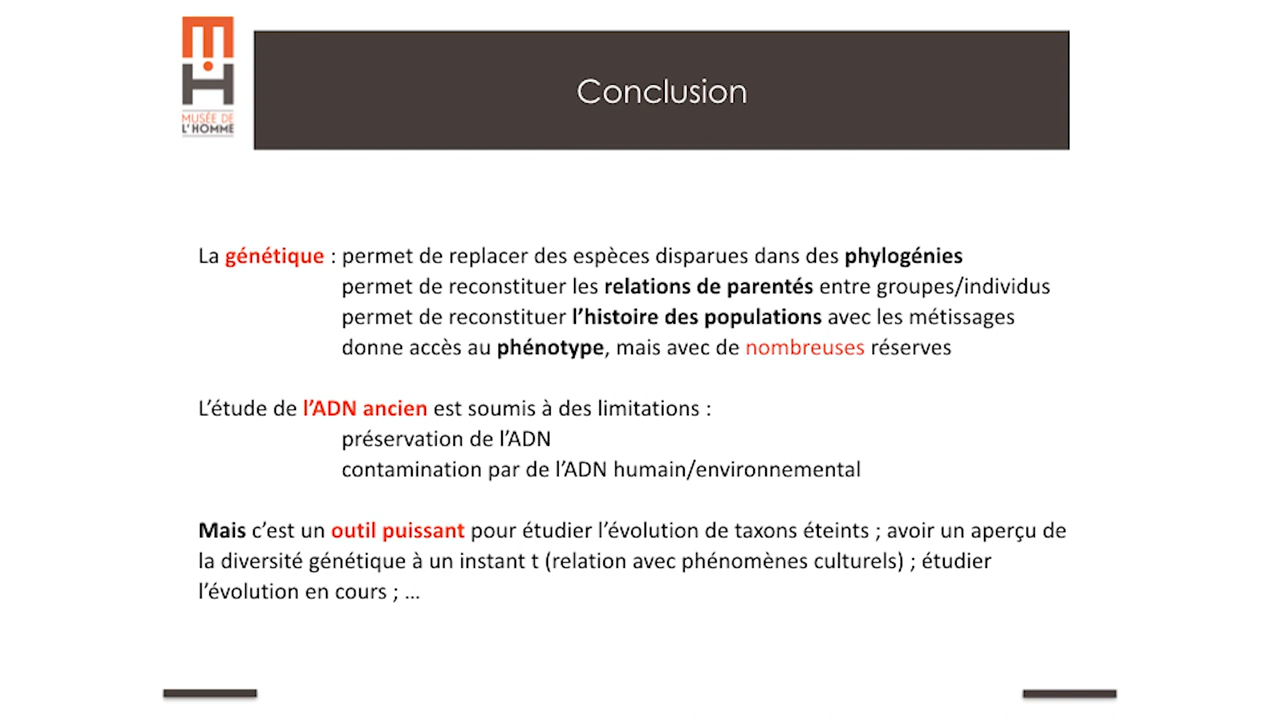 MUSÉE DE
L'HOMME
Conclusion
La génétique : permet de replacer des espèces disparues dans des phylogénies
permet de reconstituer les relations de parentés entre groupes/individus
permet de reconstituer l'histoire des populations avec les métissages
donne accès au phénotype, mais avec de nombreuses réserves
L'étude de l'ADN ancien est soumis à des limitations :
préservation de l'ADN
contamination par de l'ADN humain/environnemental
Mais c'est un outil puissant pour étudier l'évolution de taxons éteints ; avoir un aperçu de
la diversité génétique à un instant t (relation avec phénomènes culturels) ; étudier
l'évolution en cours ; …